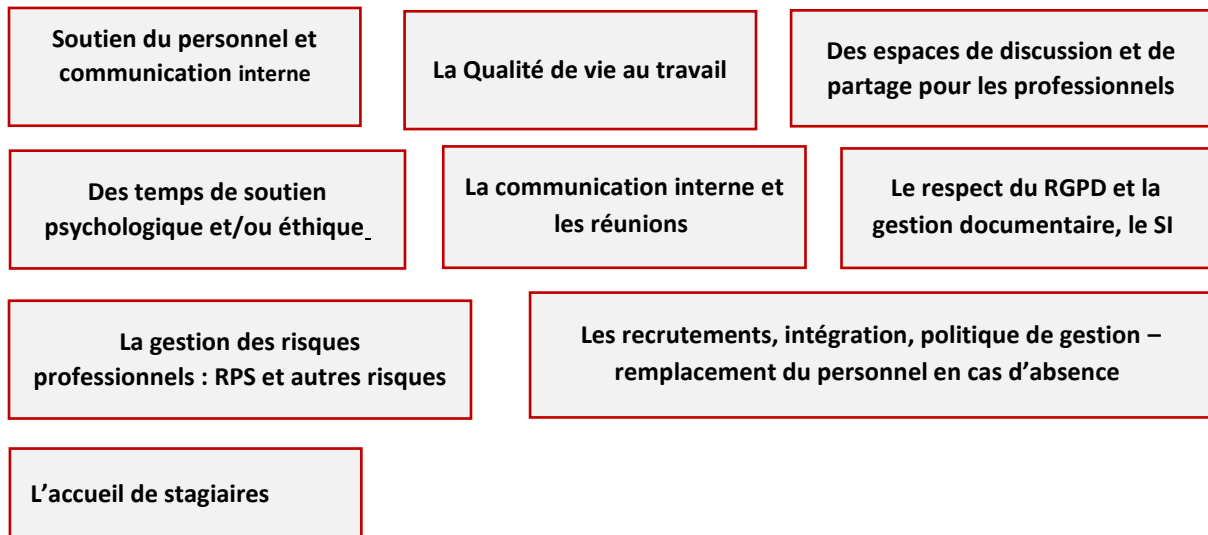 Soutien du personnel et
communication interne
La Qualité de vie au travail
Des espaces de discussion et de
partage pour les professionnels
Des temps de soutien
psychologique et/ou éthique
La communication interne et
les réunions
Le respect du RGPD et la
gestion documentaire, le SI
La gestion des risques
professionnels : RPS et autres risques
Les recrutements, intégration, politique de gestion –
remplacement du personnel en cas d’absence
L’accueil de stagiaires